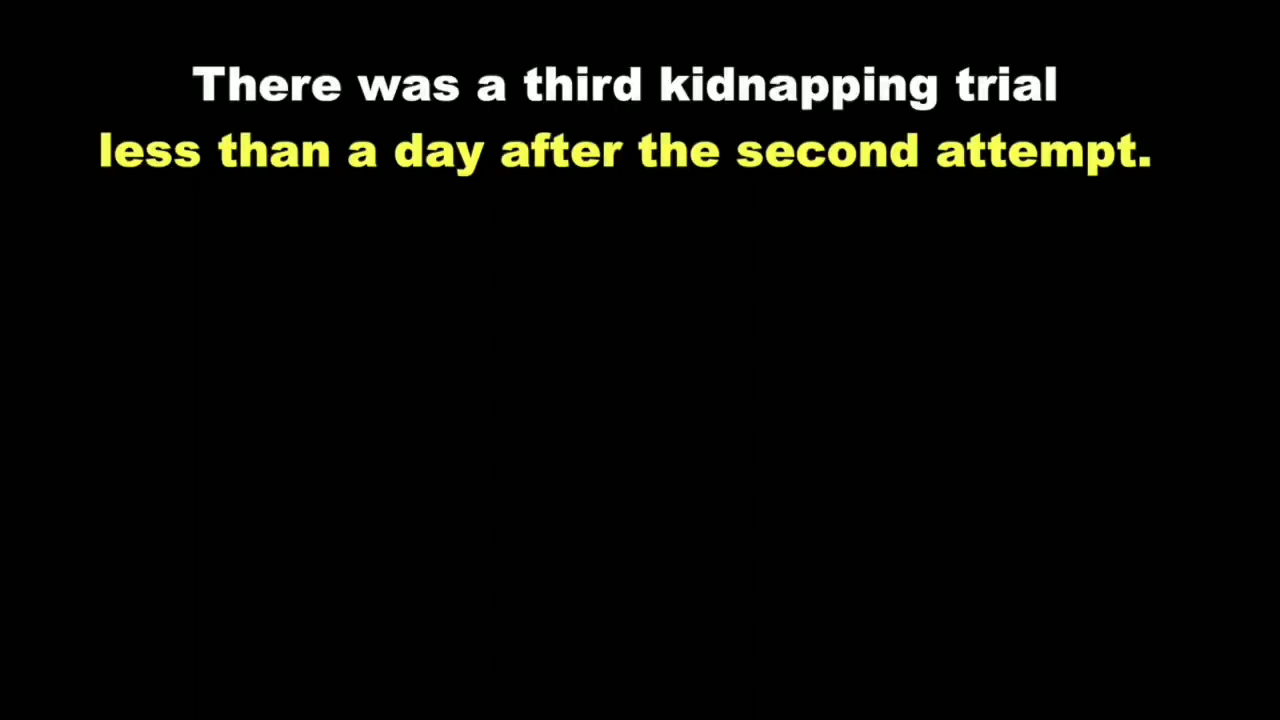 There was a third kidnapping trial
less than a day after the second attempt.